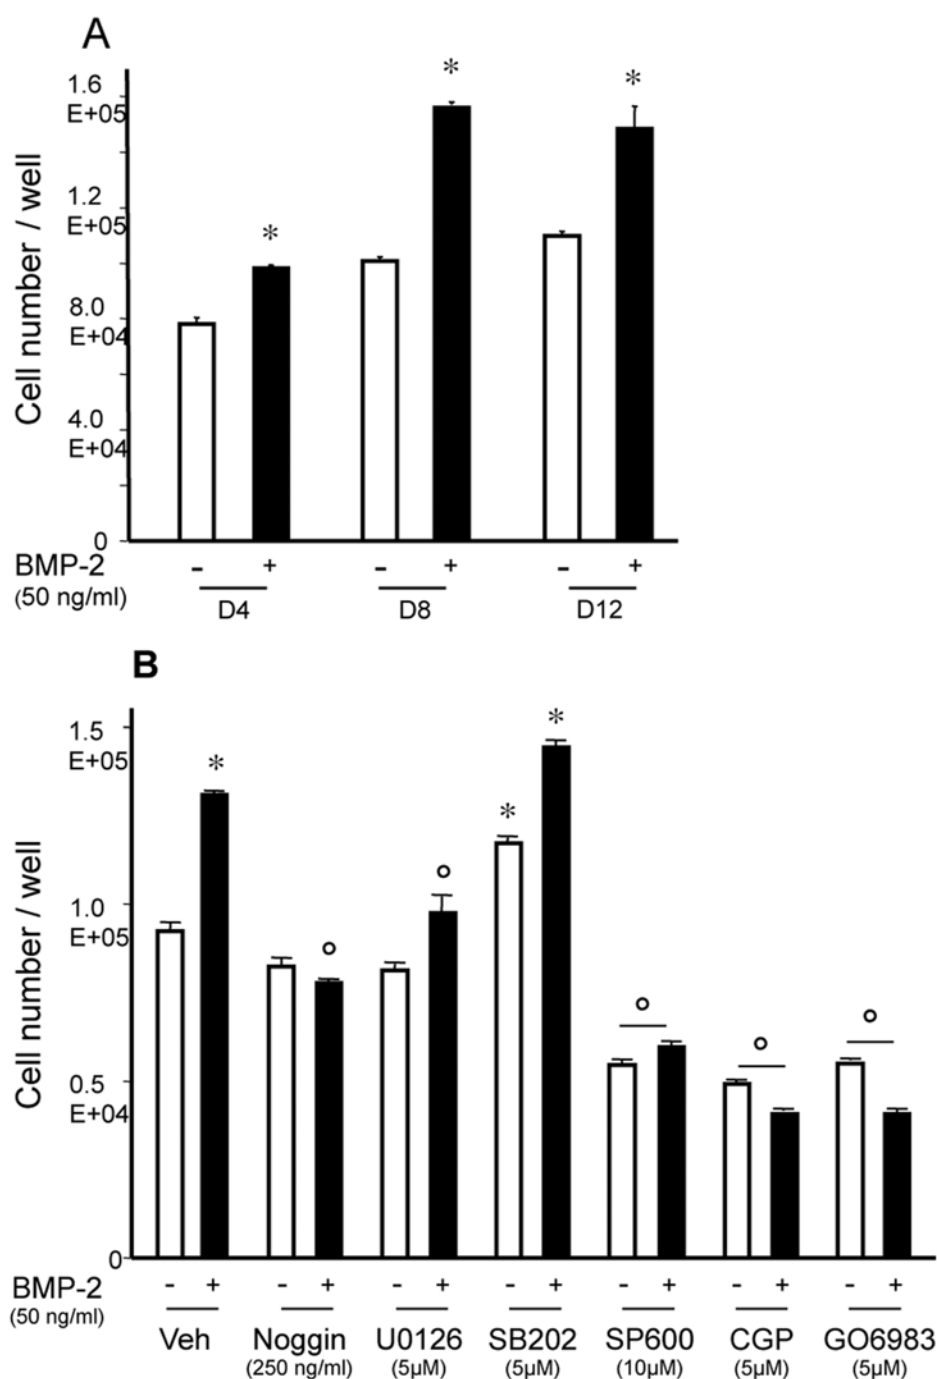 A
Cell number / well
1.6
E+05
1.2
E+05
8.0
E+04
4.0
E+04
0
* * *
BMP-2 - + - + - +
(50 ng/ml)
D4 D8 D12
B
Cell number / well
1.5
E+05
1.0
E+05
0.5
E+04
0
* ° ° * * ° ° °
BMP-2 - + - + - + - + - + - + - +
(50 ng/ml)
Veh Noggin U0126 SB202 SP600 CGP GO6983
(250 ng/ml) (5µM) (5µM) (10µM) (5µM) (5µM)